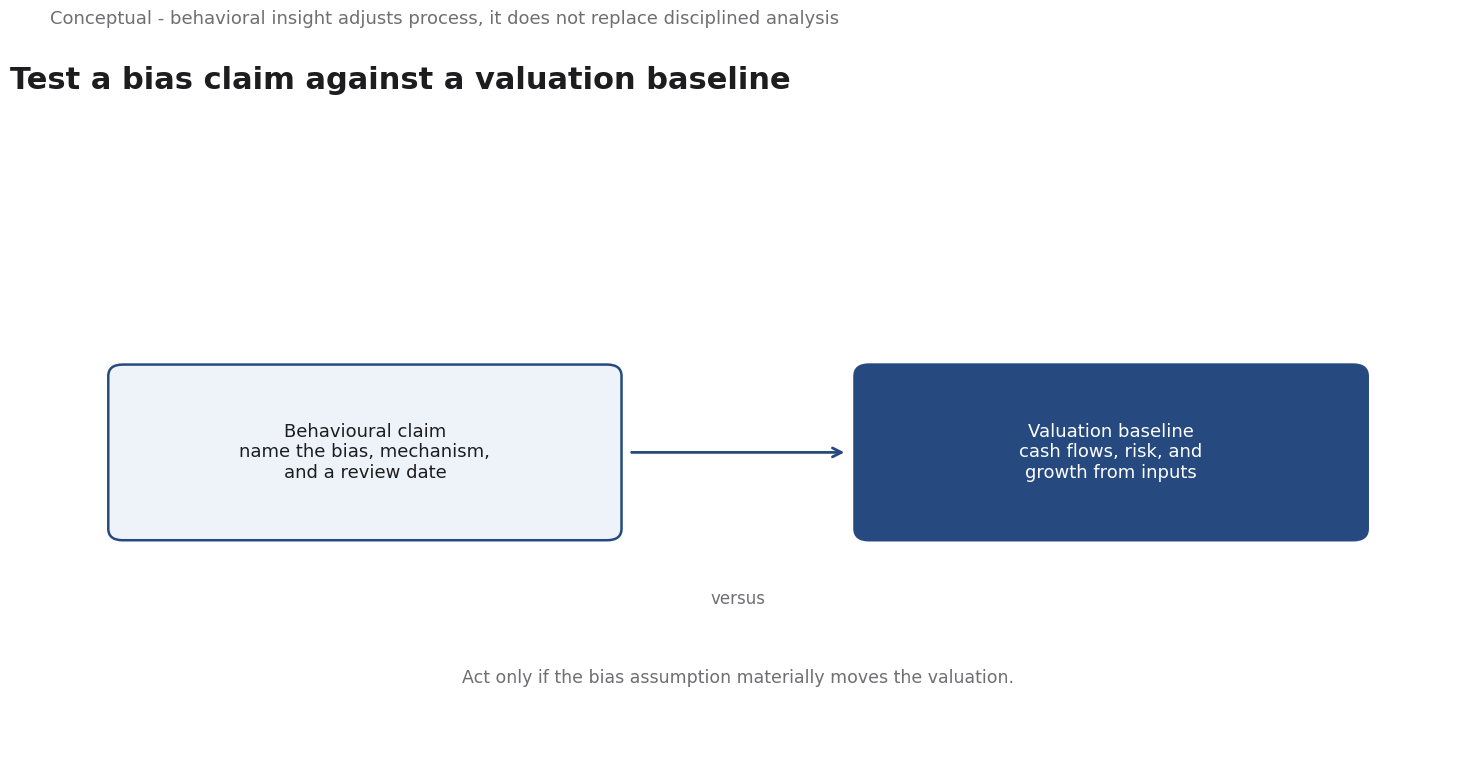 Conceptual - behavioral insight adjusts process, it does not replace disciplined analysis
Test a bias claim against a valuation baseline
Behavioural claim
name the bias, mechanism,
and a review date
Valuation baseline
cash flows, risk, and
growth from inputs
versus
Act only if the bias assumption materially moves the valuation.